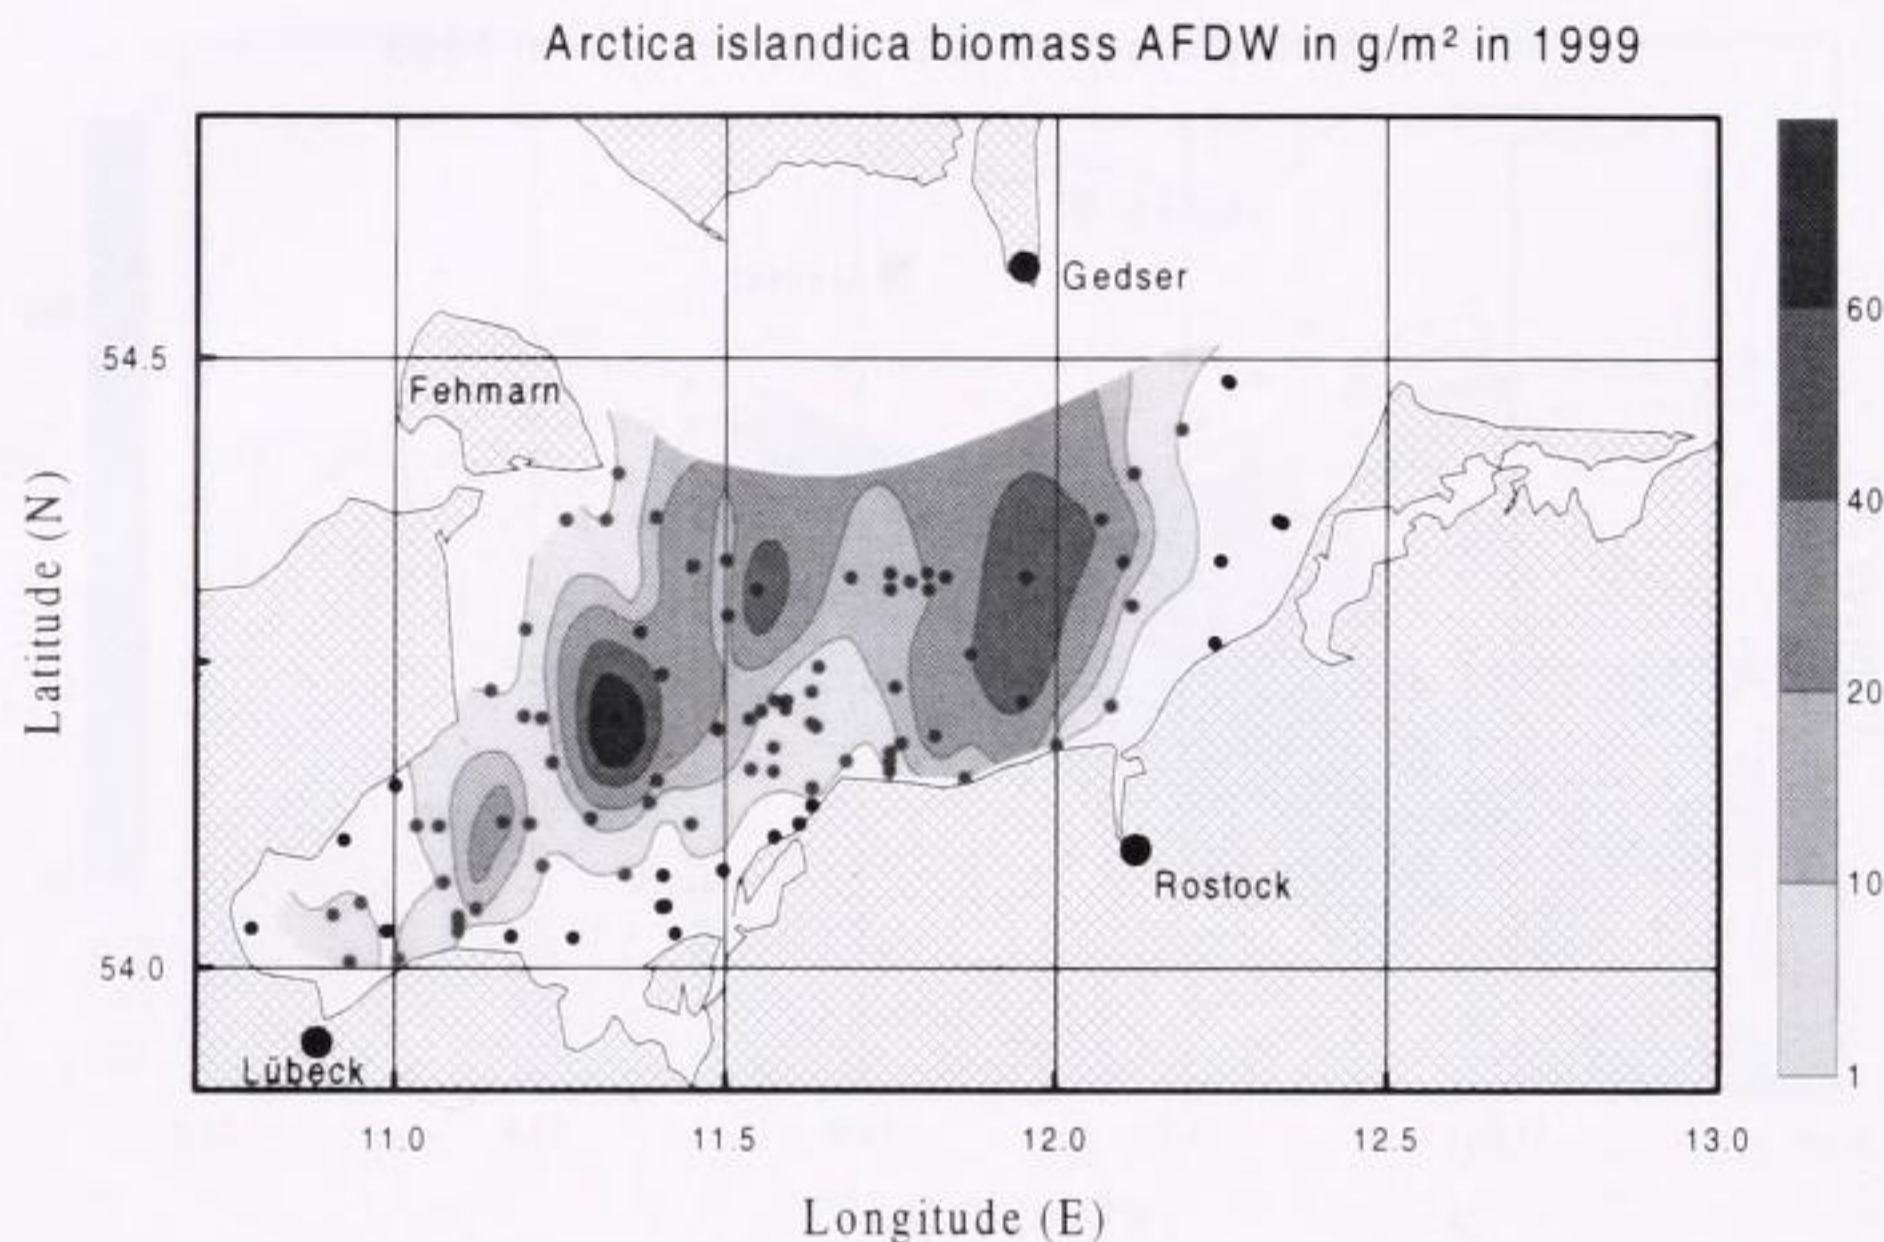 Arctica islandica biomass AFDW in g/m² in 1999
Gedser
60
54.5
Fehmarn
40
Latitude (N)
20
10
Rostock
54.0
1
Lübeck
11.0 11.5 12.0 12.5 13.0
Longitude (E)